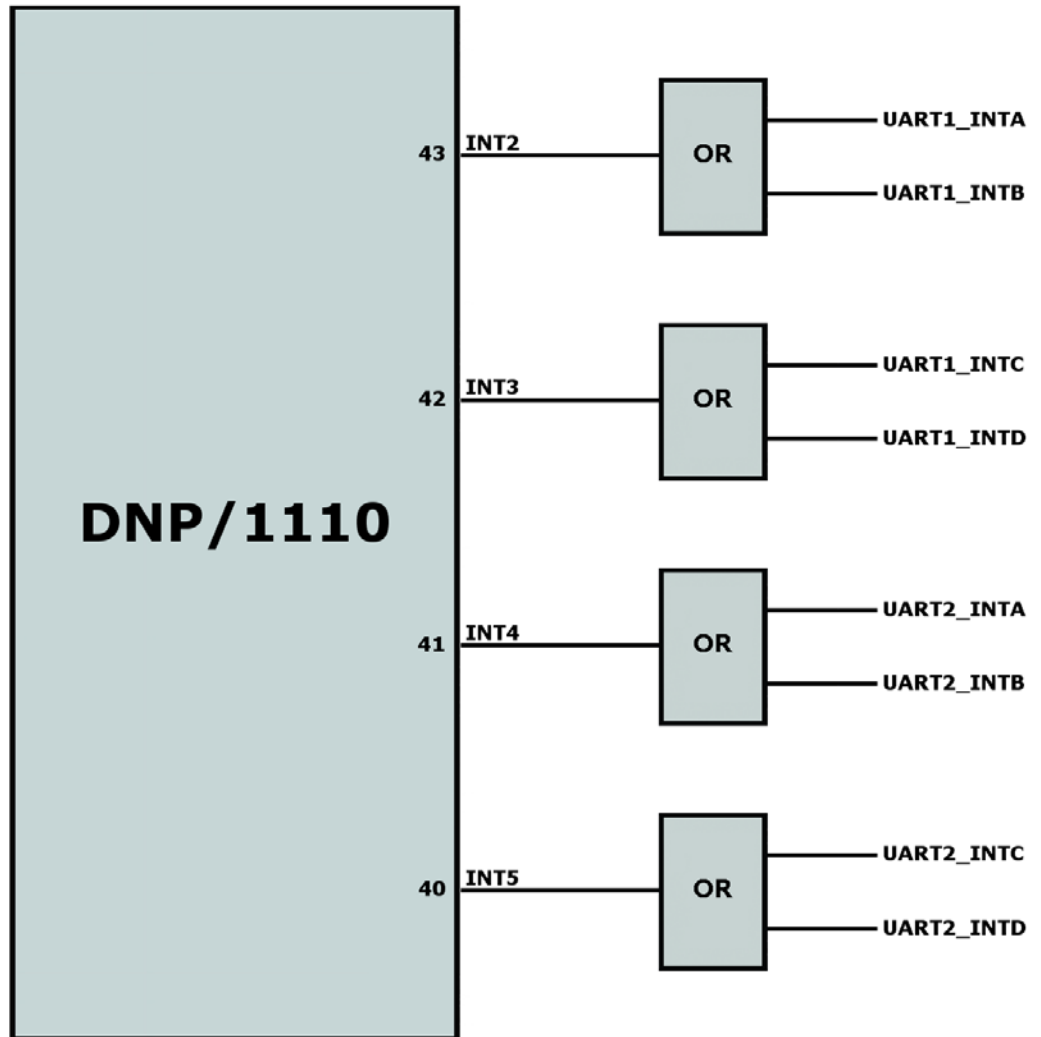 UART1_INTA
INT2
43
OR
UART1_INTB
UART1_INTC
INT3
42
OR
UART1_INTD
DNP/1110
UART2_INTA
INT4
41
OR
UART2_INTB
UART2_INTC
INT5
40
OR
UART2_INTD